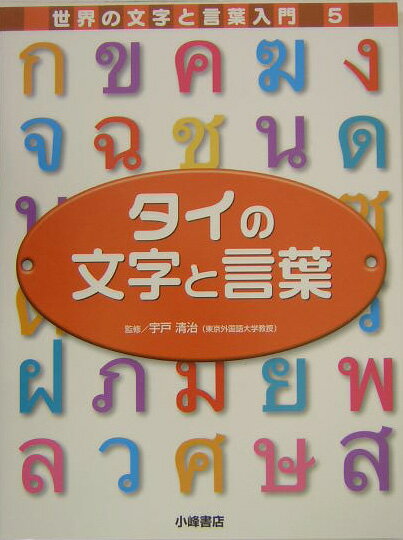 世界の文字と言葉入門 5
ก ข ค ฆ ง
จ ฉ ช น ด
タイの
文字と言葉
監修/宇戸 清治(東京外国語大学教授)
ฝ ภ ม ย พ
ล ว ศ ษ ส
小峰書店